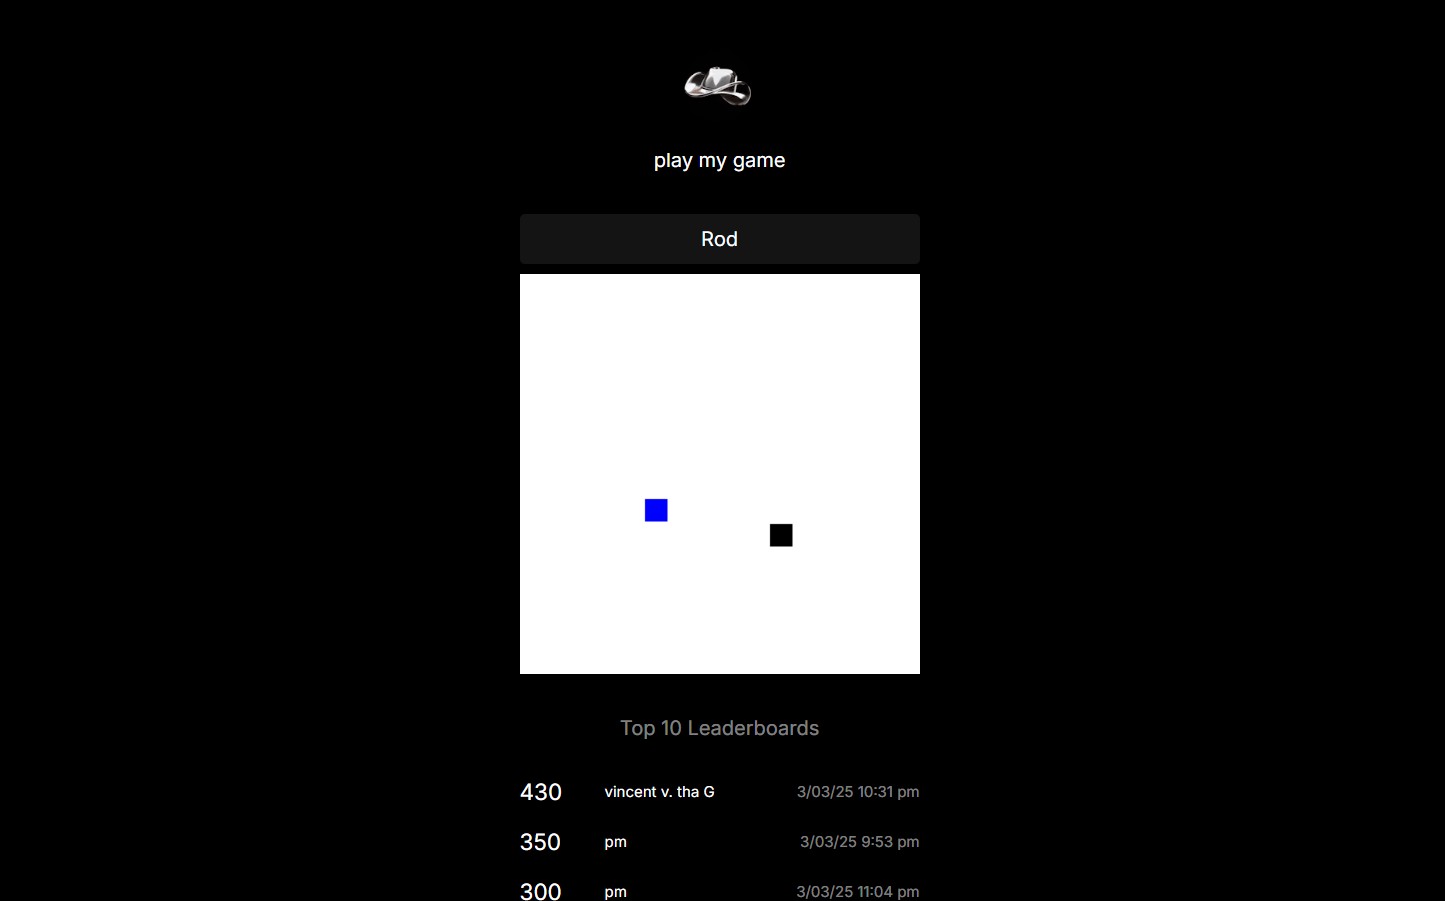 play my game
Rod
Top 10 Leaderboards
430 vincent v. tha G 3/03/25 10:31 pm
350 pm 3/03/25 9:53 pm
300 pm 3/03/25 11:04 pm